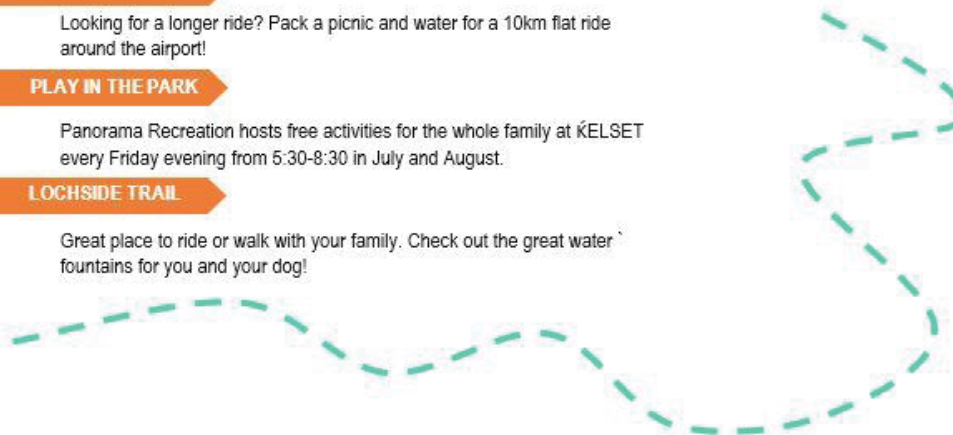 Looking for a longer ride? Pack a picnic and water for a 10km flat ride
around the airport!
PLAY IN THE PARK
Panorama Recreation hosts free activities for the whole family at ḰELSET
every Friday evening from 5:30-8:30 in July and August.
LOCHSIDE TRAIL
Great place to ride or walk with your family. Check out the great water `
fountains for you and your dog!